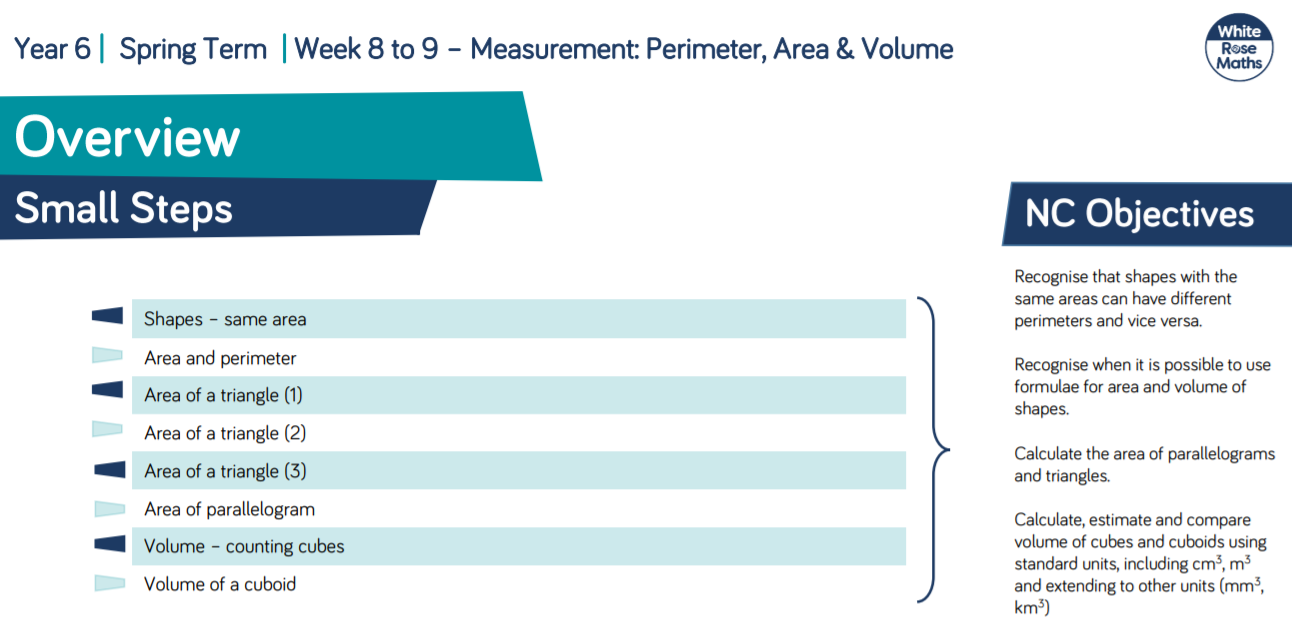 Year 6 | Spring Term | Week 8 to 9 – Measurement: Perimeter, Area & Volume
White
Rose
Maths
Overview
Small Steps
Shapes – same area
Area and perimeter
Area of a triangle (1)
Area of a triangle (2)
Area of a triangle (3)
Area of parallelogram
Volume – counting cubes
Volume of a cuboid
NC Objectives
Recognise that shapes with the
same areas can have different
perimeters and vice versa.
Recognise when it is possible to use
formulae for area and volume of
shapes.
Calculate the area of parallelograms
and triangles.
Calculate, estimate and compare
volume of cubes and cuboids using
standard units, including cm³, m³
and extending to other units (mm³,
km³)